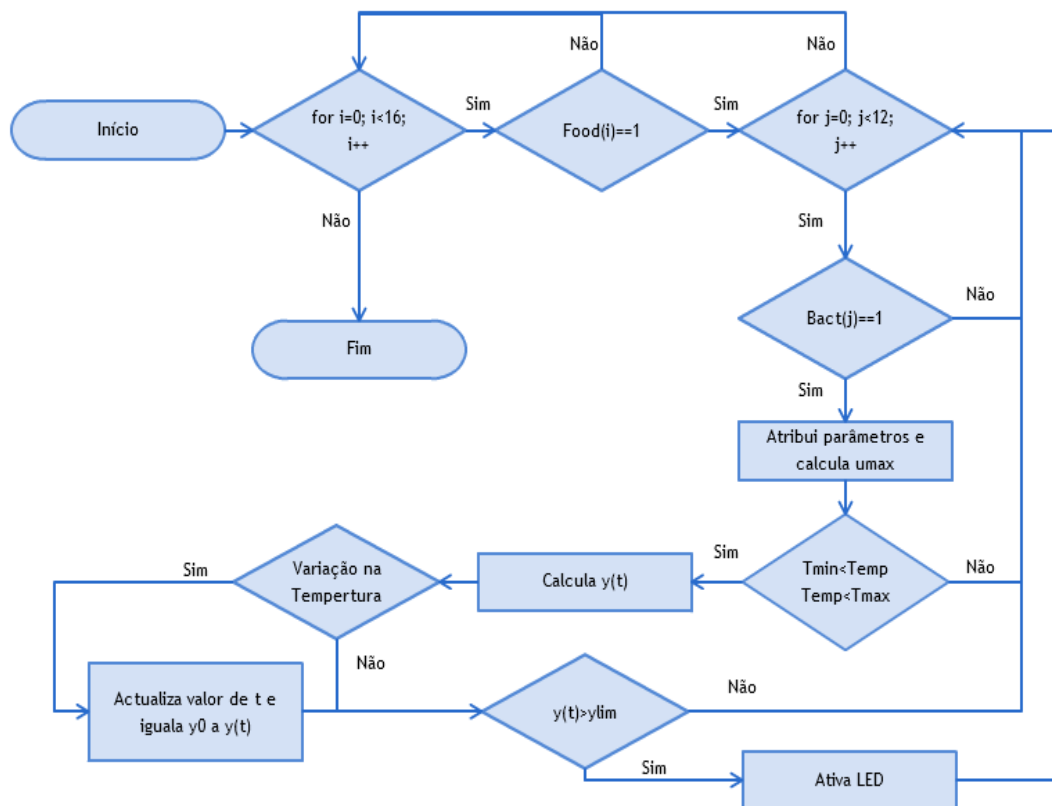 Não
Não
Início
for i=0; i<16;
i++
Sim
Food(i)==1
Sim
for j=0; j<12;
j++
Não
Sim
Fim
Bact(j)==1
Não
Sim
Atribui parâmetros e
calcula umax
Sim
Variação na
Tempertura
Calcula y(t)
Sim
Tmin<Temp
Temp<Tmax
Não
Não
Actualiza valor de t e
iguala y0 a y(t)
y(t)>ylim
Não
Sim
Ativa LED